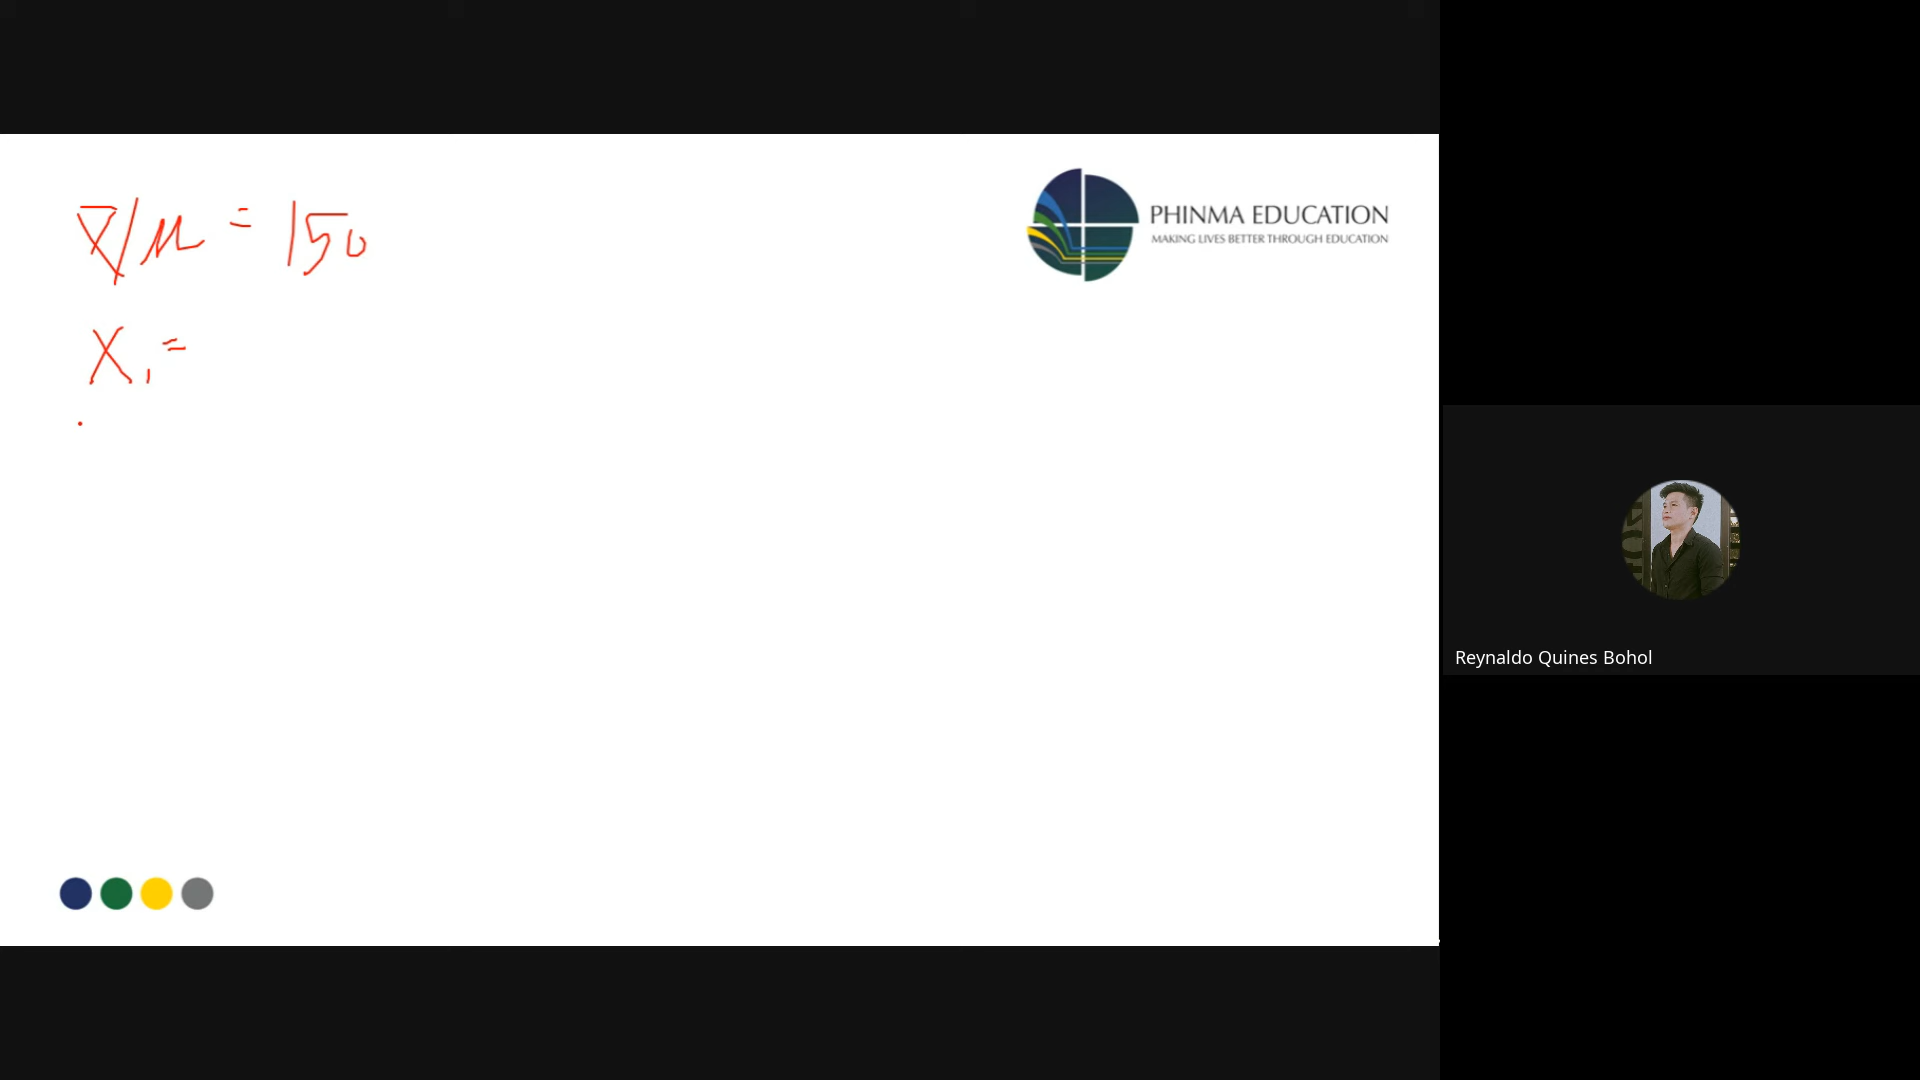 x̄/μ = 150
PHINMA EDUCATION
MAKING LIVES BETTER THROUGH EDUCATION
X₁ =
Reynaldo Quines Bohol